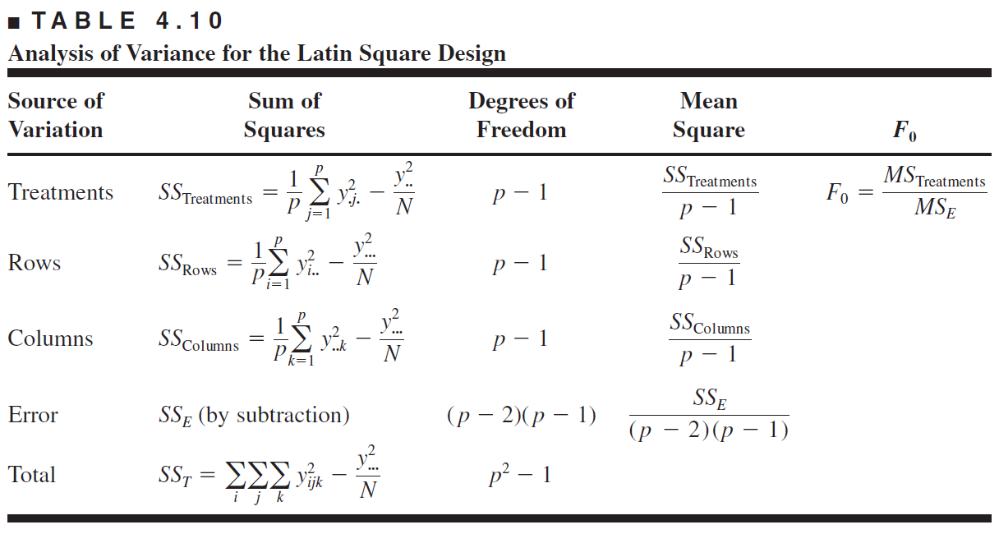 ■ TABLE 4.10
Analysis of Variance for the Latin Square Design
Source of Variation | Sum of Squares | Degrees of Freedom | Mean Square | F₀
Treatments | $SS_{\text{Treatments}} = \frac{1}{p}\sum_{j=1}^{p} y_{.j.}^2 - \frac{y_{..}^2}{N}$ | $p - 1$ | $\frac{SS_{\text{Treatments}}}{p - 1}$ | $F_0 = \frac{MS_{\text{Treatments}}}{MS_E}$
Rows | $SS_{\text{Rows}} = \frac{1}{p}\sum_{i=1}^{p} y_{i..}^2 - \frac{y_{...}^2}{N}$ | $p - 1$ | $\frac{SS_{\text{Rows}}}{p - 1}$
Columns | $SS_{\text{Columns}} = \frac{1}{p}\sum_{k=1}^{p} y_{..k}^2 - \frac{y_{...}^2}{N}$ | $p - 1$ | $\frac{SS_{\text{Columns}}}{p - 1}$
Error | $SS_E$ (by subtraction) | $(p - 2)(p - 1)$ | $\frac{SS_E}{(p - 2)(p - 1)}$
Total | $SS_T = \sum_i \sum_j \sum_k y_{ijk}^2 - \frac{y_{...}^2}{N}$ | $p^2 - 1$